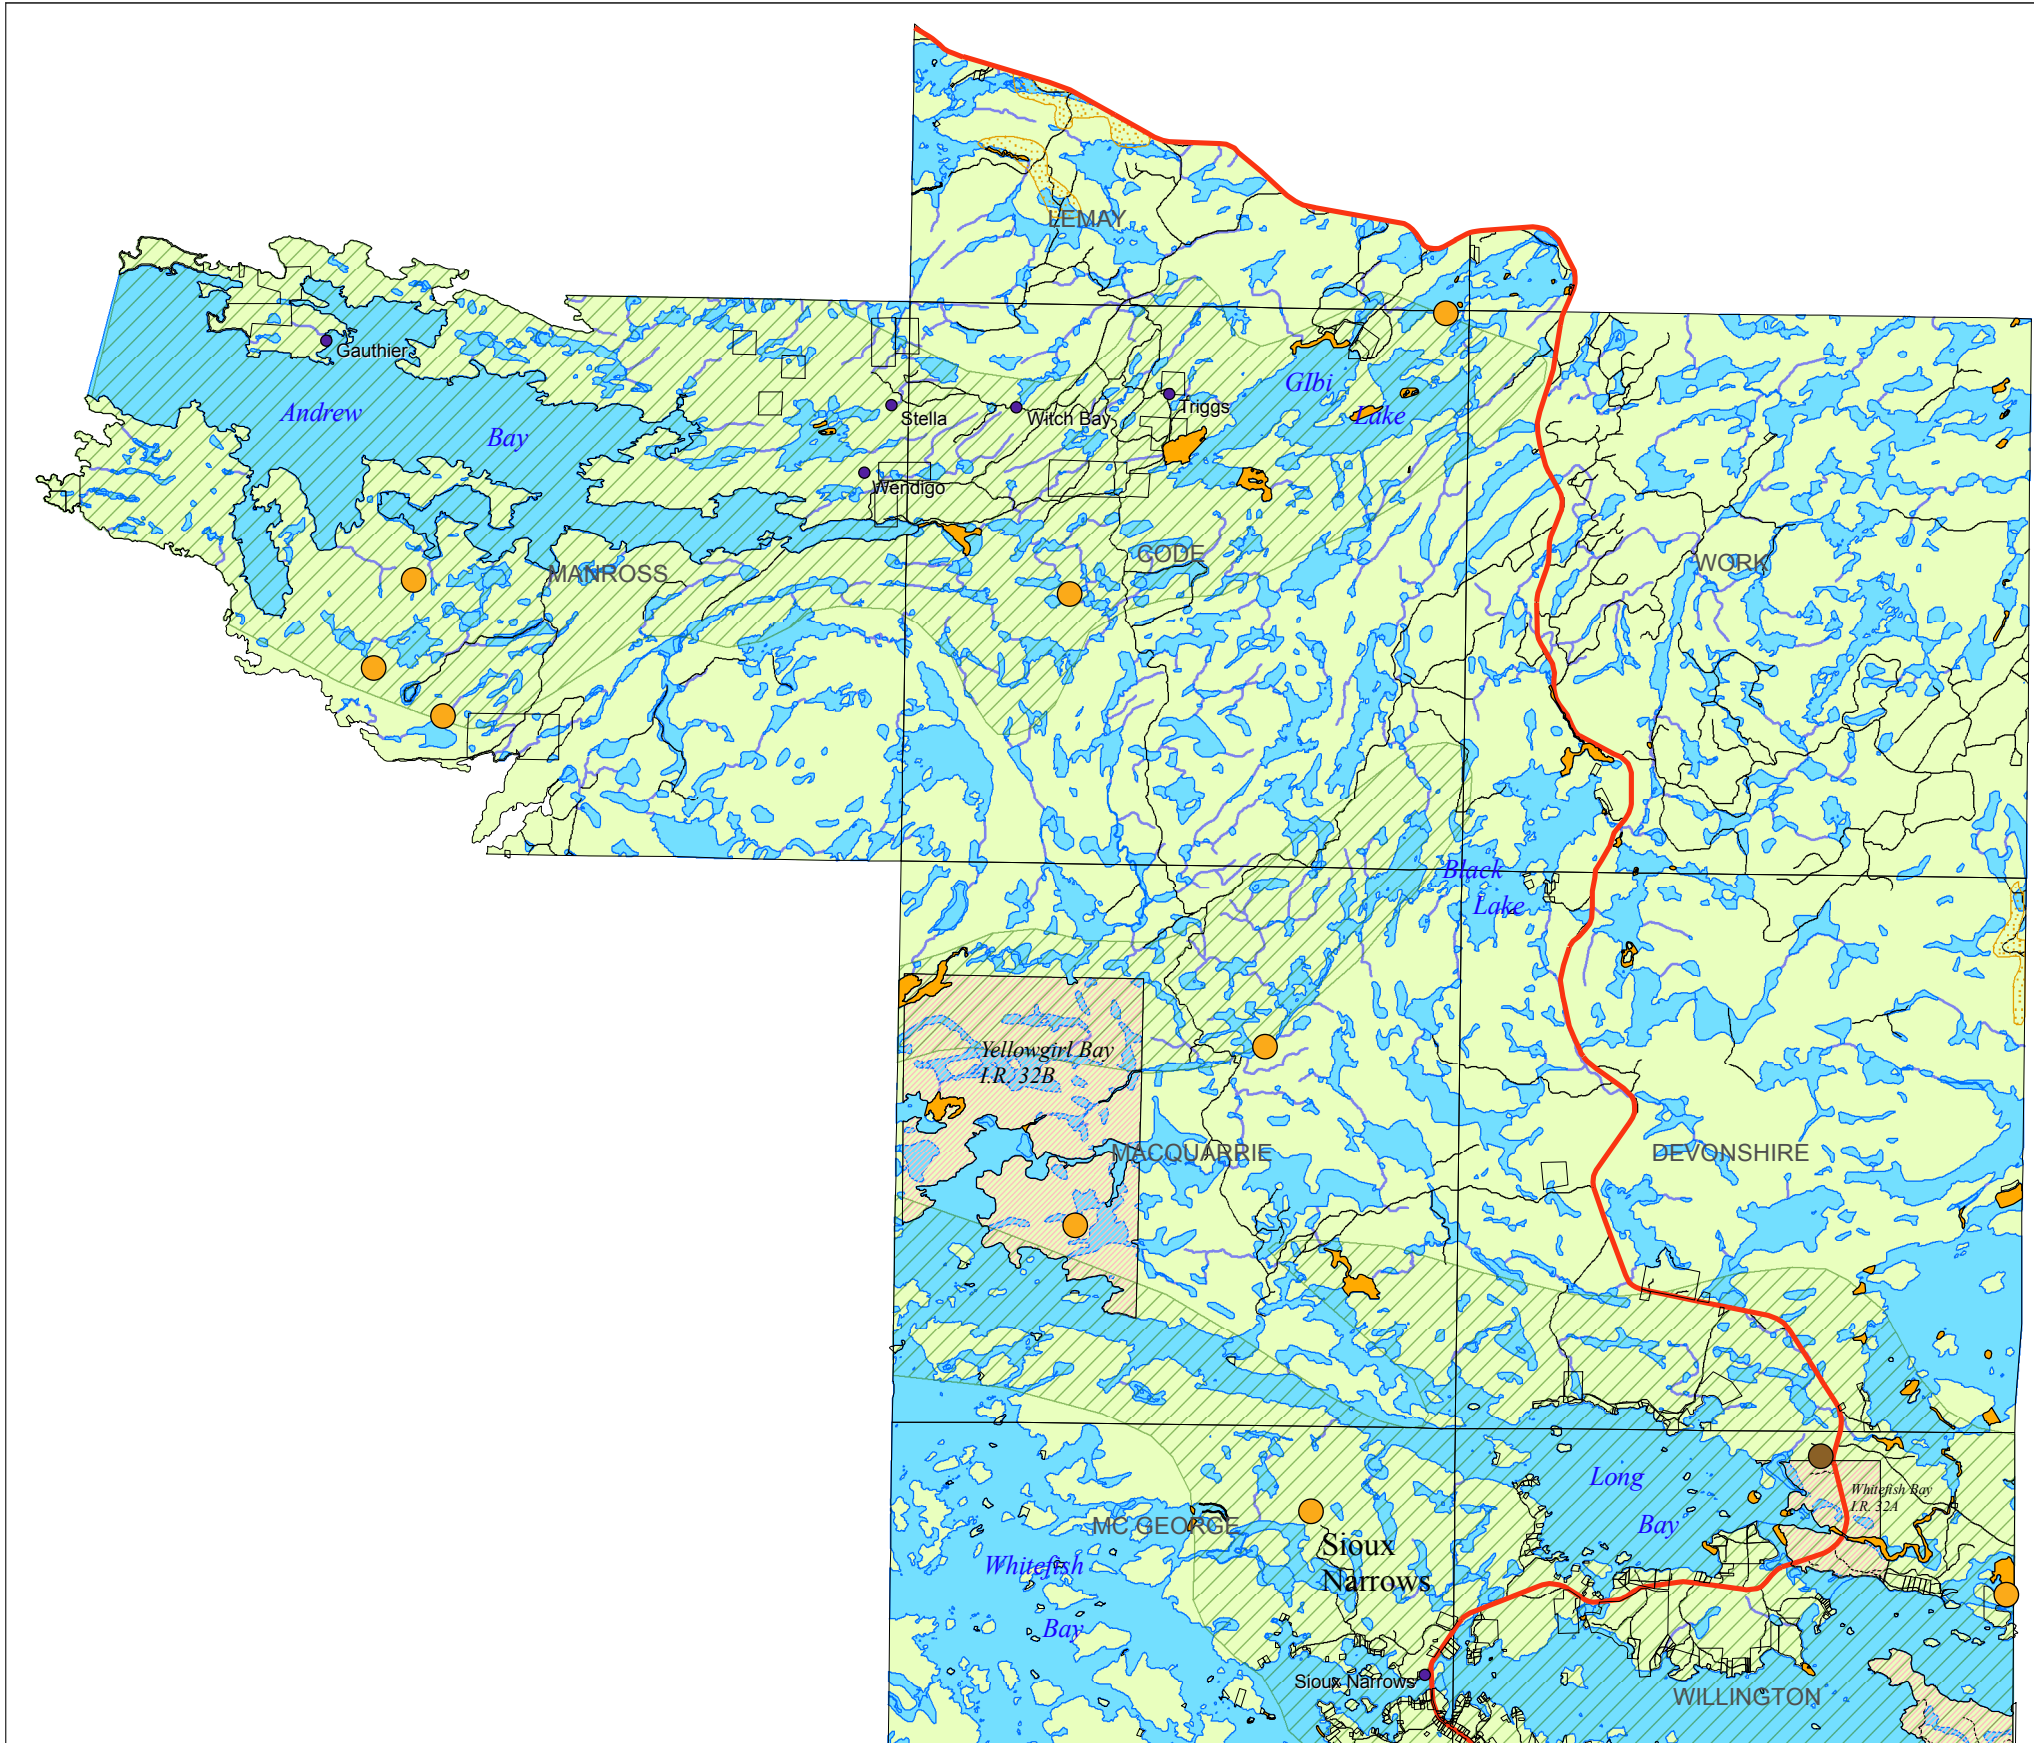 LEMAY
Gauthier
GIbi
Andrew
Stella
Witch Bay
Triggs
Lake
Bay
Wendigo
CODE
WORK
MANROSS
Black
Lake
Yellowgirl Bay
I.R. 32B
MACQUARRIE
DEVONSHIRE
Long
Whitefish Bay
I.R. 32A
MC GEORGE
Bay
Sioux
Narrows
Whitefish
Bay
Sioux Narrows
WILLINGTON